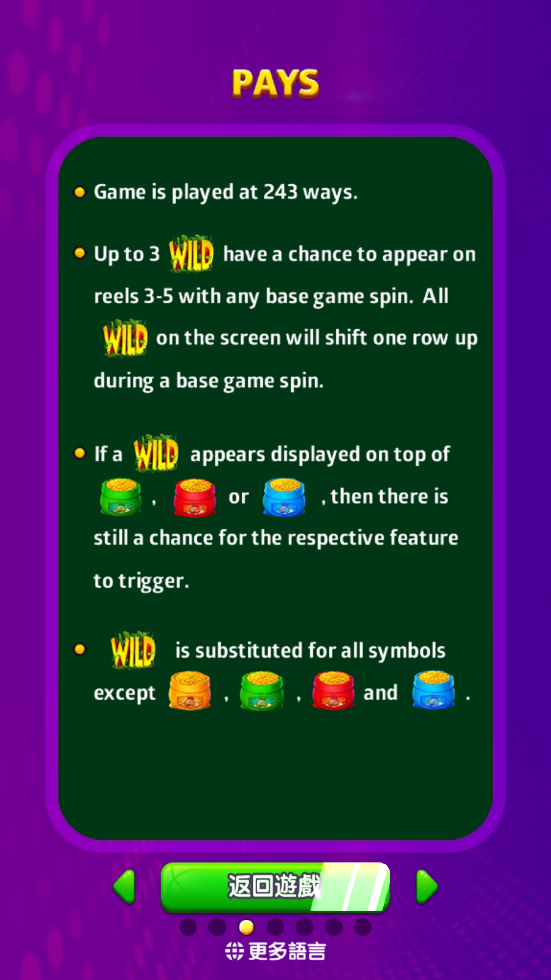 PAYS
Game is played at 243 ways.
Up to 3 WILD have a chance to appear on
reels 3-5 with any base game spin. All
WILD on the screen will shift one row up
during a base game spin.
If a WILD appears displayed on top of
, or , then there is
still a chance for the respective feature
to trigger.
WILD is substituted for all symbols
except , , and .
返回遊戲
更多語言